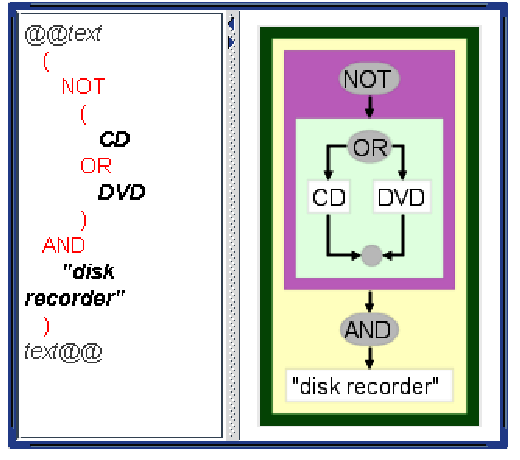 @@text
(
NOT
(
CD
OR
DVD
)
AND
"disk
recorder"
)
text@@
NOT
OR
CD DVD
AND
"disk recorder"